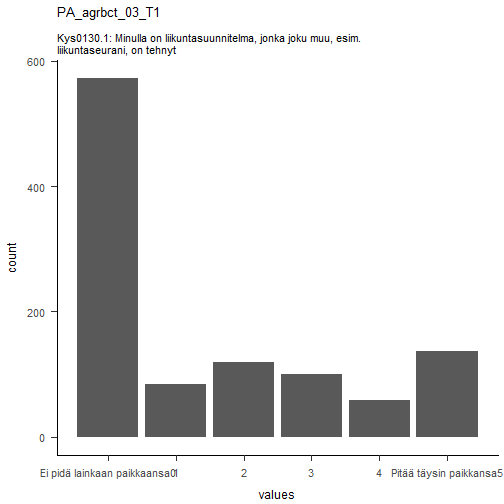 PA_agrbct_03_T1
Kys0130.1: Minulla on liikuntasuunnitelma, jonka joku muu, esim.
liikuntaseurani, on tehnyt
600
400
200
0
count
Ei pidä lainkaan paikkaansa0 1 2 3 4 Pitää täysin paikkansa5
values